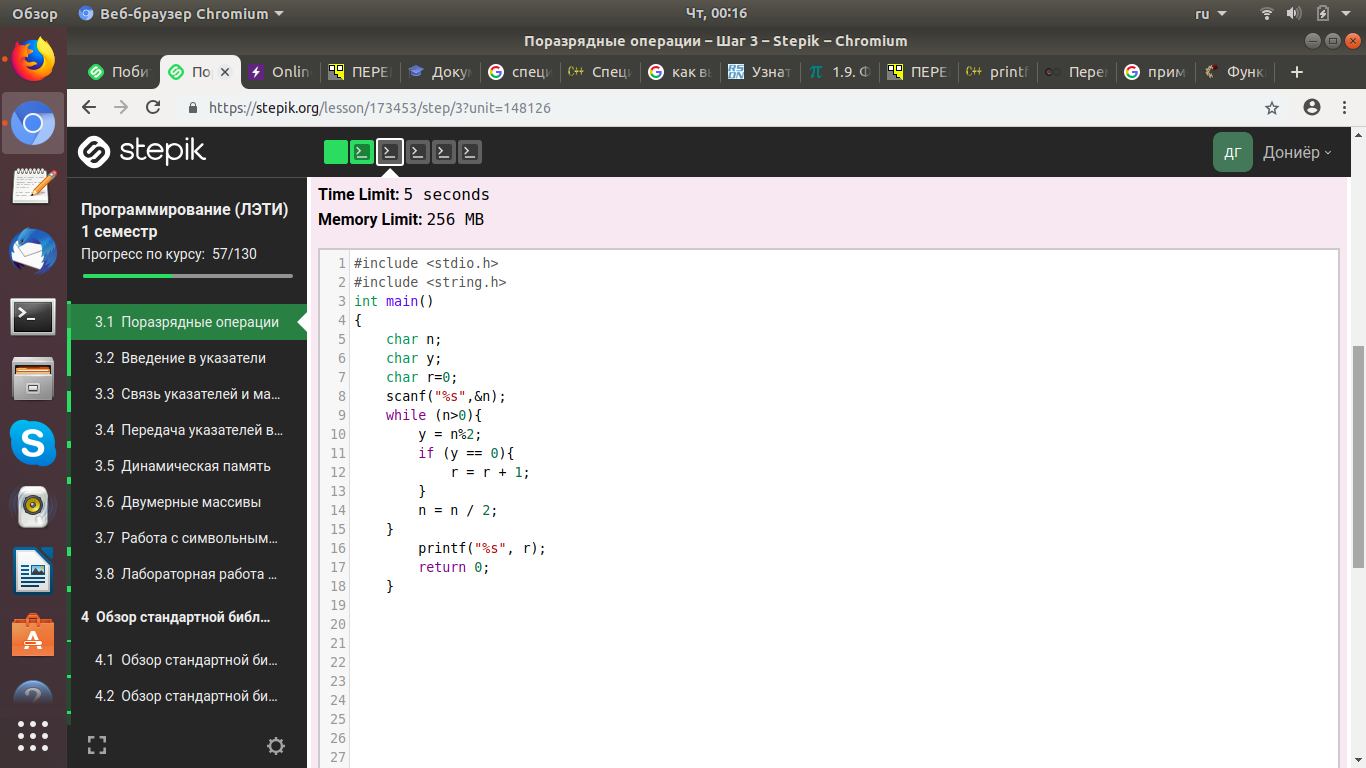 Обзор Веб-браузер Chromium Чт, 00:16 ru
Поразрядные операции – Шаг 3 – Stepik – Chromium
Побит По Onlin ПЕРЕ Доку специ C++ Специ как вы Узнат 1.9. Ф ПЕРЕ C++ printf Перем прим Функ
https://stepik.org/lesson/173453/step/3?unit=148126
stepik ДГ Дониёр
Программирование (ЛЭТИ)
1 семестр
Прогресс по курсу: 57/130
3.1 Поразрядные операции
3.2 Введение в указатели
3.3 Связь указателей и ма...
3.4 Передача указателей в...
3.5 Динамическая память
3.6 Двумерные массивы
3.7 Работа с символьным...
3.8 Лабораторная работа ...
4 Обзор стандартной библ...
4.1 Обзор стандартной би...
4.2 Обзор стандартной би...
Time Limit: 5 seconds
Memory Limit: 256 MB
1 #include <stdio.h>
2 #include <string.h>
3 int main()
4 {
5     char n;
6     char y;
7     char r=0;
8     scanf("%s",&n);
9     while (n>0){
10         y = n%2;
11         if (y == 0){
12             r = r + 1;
13         }
14         n = n / 2;
15     }
16         printf("%s", r);
17         return 0;
18     }
19
20
21
22
23
24
25
26
27